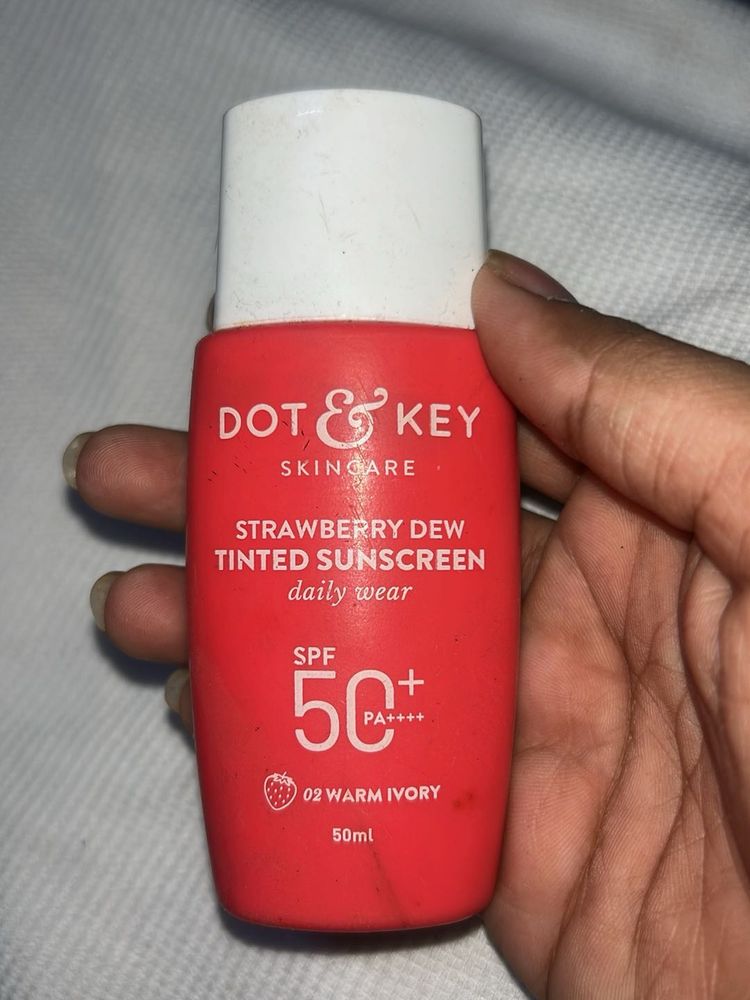 DOT & KEY
SKINCARE
STRAWBERRY DEW
TINTED SUNSCREEN
daily wear
SPF
50+
PA++++
02 WARM IVORY
50ml